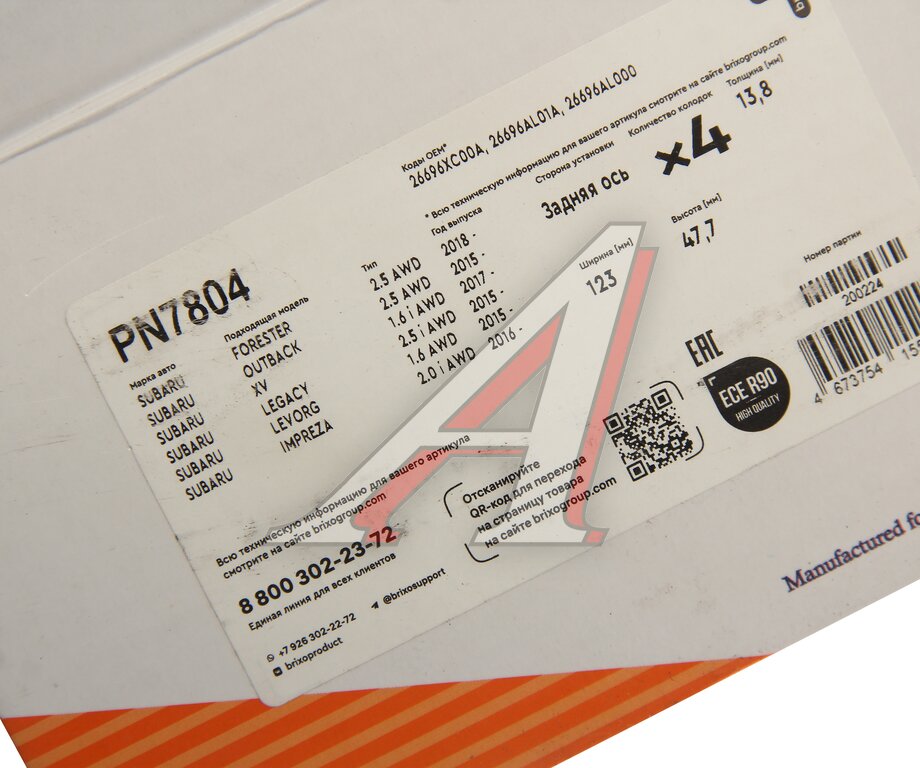 Коды OEM*
26696XC00A, 26696AL01A, 26696AL000
* Всю техническую информацию для вашего артикула смотрите на сайте brixogroup.com
PN7804
Марка авто Подходящая модель Тип Год выпуска
SUBARU FORESTER 2.5 AWD 2018 -
SUBARU OUTBACK 2.5 AWD 2015 -
SUBARU XV 1.6 i AWD 2017 -
SUBARU LEGACY 2.5 i AWD 2015 -
SUBARU LEVORG 1.6 AWD 2015 -
SUBARU IMPREZA 2.0 i AWD 2016 -
Сторона установки
Задняя ось
Количество колодок
×4
Толщина [мм]
13,8
Ширина [мм]
123
Высота [мм]
47,7
Номер партии
200224
4 673754
EAC
ECE R90
HIGH QUALITY
Всю техническую информацию для вашего артикула
смотрите на сайте brixogroup.com
8 800 302-23-72
Единая линия для всех клиентов
+7 926 302-22-72
@brixosupport
brixoproduct
Отсканируйте
QR-код для перехода
на страницу товара
на сайте brixogroup.com
Manufactured